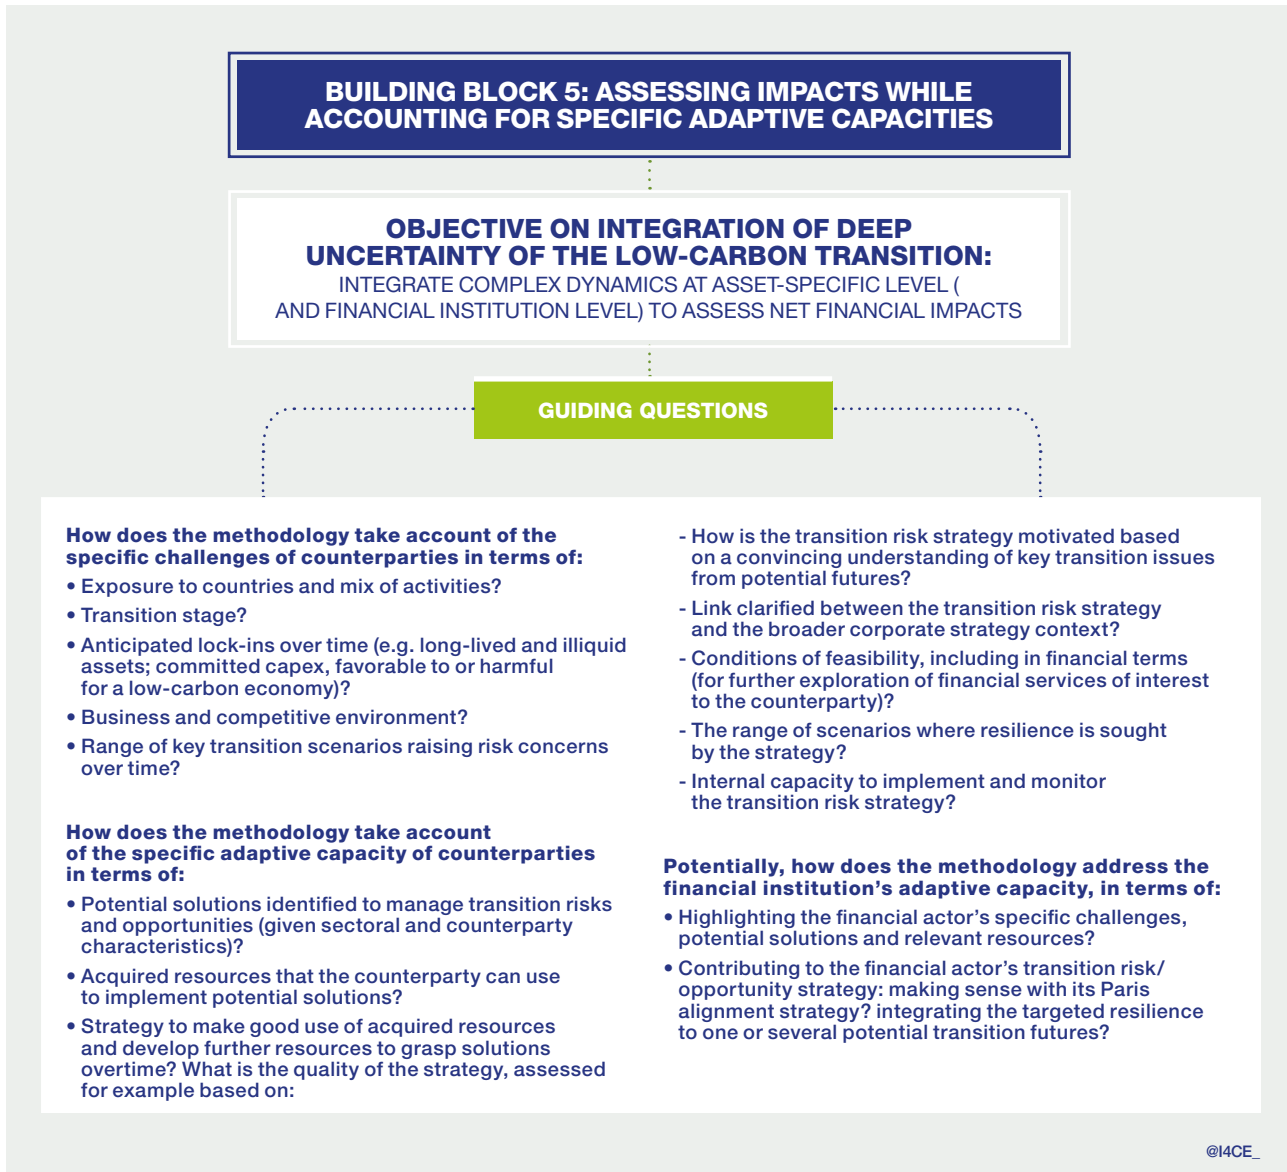 BUILDING BLOCK 5: ASSESSING IMPACTS WHILE
ACCOUNTING FOR SPECIFIC ADAPTIVE CAPACITIES
OBJECTIVE ON INTEGRATION OF DEEP
UNCERTAINTY OF THE LOW-CARBON TRANSITION:
INTEGRATE COMPLEX DYNAMICS AT ASSET-SPECIFIC LEVEL (
AND FINANCIAL INSTITUTION LEVEL) TO ASSESS NET FINANCIAL IMPACTS
GUIDING QUESTIONS
How does the methodology take account of the
specific challenges of counterparties in terms of:
• Exposure to countries and mix of activities?
• Transition stage?
• Anticipated lock-ins over time (e.g. long-lived and illiquid
assets; committed capex, favorable to or harmful
for a low-carbon economy)?
• Business and competitive environment?
• Range of key transition scenarios raising risk concerns
over time?
How does the methodology take account
of the specific adaptive capacity of counterparties
in terms of:
• Potential solutions identified to manage transition risks
and opportunities (given sectoral and counterparty
characteristics)?
• Acquired resources that the counterparty can use
to implement potential solutions?
• Strategy to make good use of acquired resources
and develop further resources to grasp solutions
overtime? What is the quality of the strategy, assessed
for example based on:
- How is the transition risk strategy motivated based
on a convincing understanding of key transition issues
from potential futures?
- Link clarified between the transition risk strategy
and the broader corporate strategy context?
- Conditions of feasibility, including in financial terms
(for further exploration of financial services of interest
to the counterparty)?
- The range of scenarios where resilience is sought
by the strategy?
- Internal capacity to implement and monitor
the transition risk strategy?
Potentially, how does the methodology address the
financial institution's adaptive capacity, in terms of:
• Highlighting the financial actor's specific challenges,
potential solutions and relevant resources?
• Contributing to the financial actor's transition risk/
opportunity strategy: making sense with its Paris
alignment strategy? integrating the targeted resilience
to one or several potential transition futures?
@I4CE_